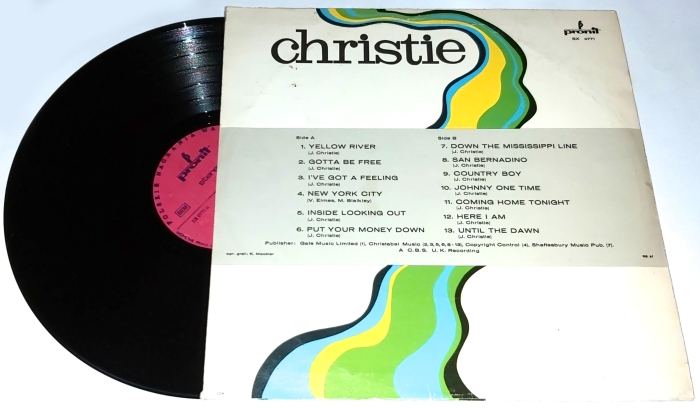 pronit
SX 0771
christie
Side A
1. YELLOW RIVER
(J. Christie)
2. GOTTA BE FREE
(J. Christie)
3. I'VE GOT A FEELING
(J. Christie)
4. NEW YORK CITY
(V. Elmes, M. Blakley)
5. INSIDE LOOKING OUT
(J. Christie)
6. PUT YOUR MONEY DOWN
(J. Christie)
Side B
7. DOWN THE MISSISSIPPI LINE
(J. Christie)
8. SAN BERNADINO
(J. Christie)
9. COUNTRY BOY
(J. Christie)
10. JOHNNY ONE TIME
(J. Christie)
11. COMING HOME TONIGHT
(J. Christie)
12. HERE I AM
(J. Christie)
13. UNTIL THE DAWN
(J. Christie)
Publisher: Gale Music Limited (1), Christabel Music (2,3,5,6,8-13), Copyright Control (4), Shaftesbury Music Pub. (7).
A C.B.S. U.K. Recording
POLSKIE NAGRANIA
pronit